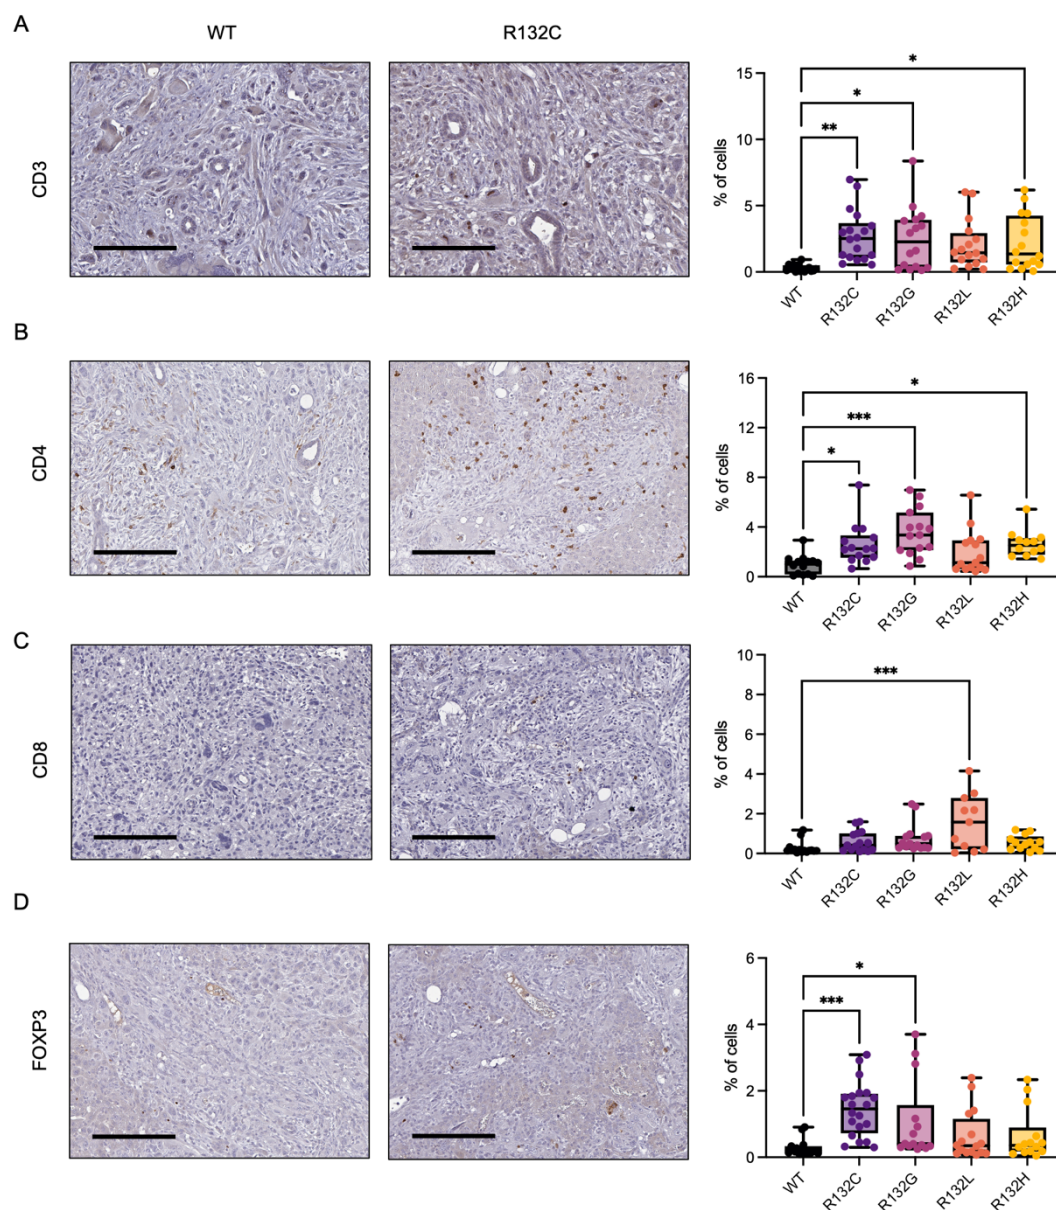 A
WT
R132C
CD3
% of cells
15
10
5
0
**
*
*
WT
R132C
R132G
R132L
R132H
B
CD4
% of cells
16
12
8
4
0
*
***
*
WT
R132C
R132G
R132L
R132H
C
CD8
% of cells
10
8
6
4
2
0
***
WT
R132C
R132G
R132L
R132H
D
FOXP3
% of cells
6
4
2
0
***
*
WT
R132C
R132G
R132L
R132H